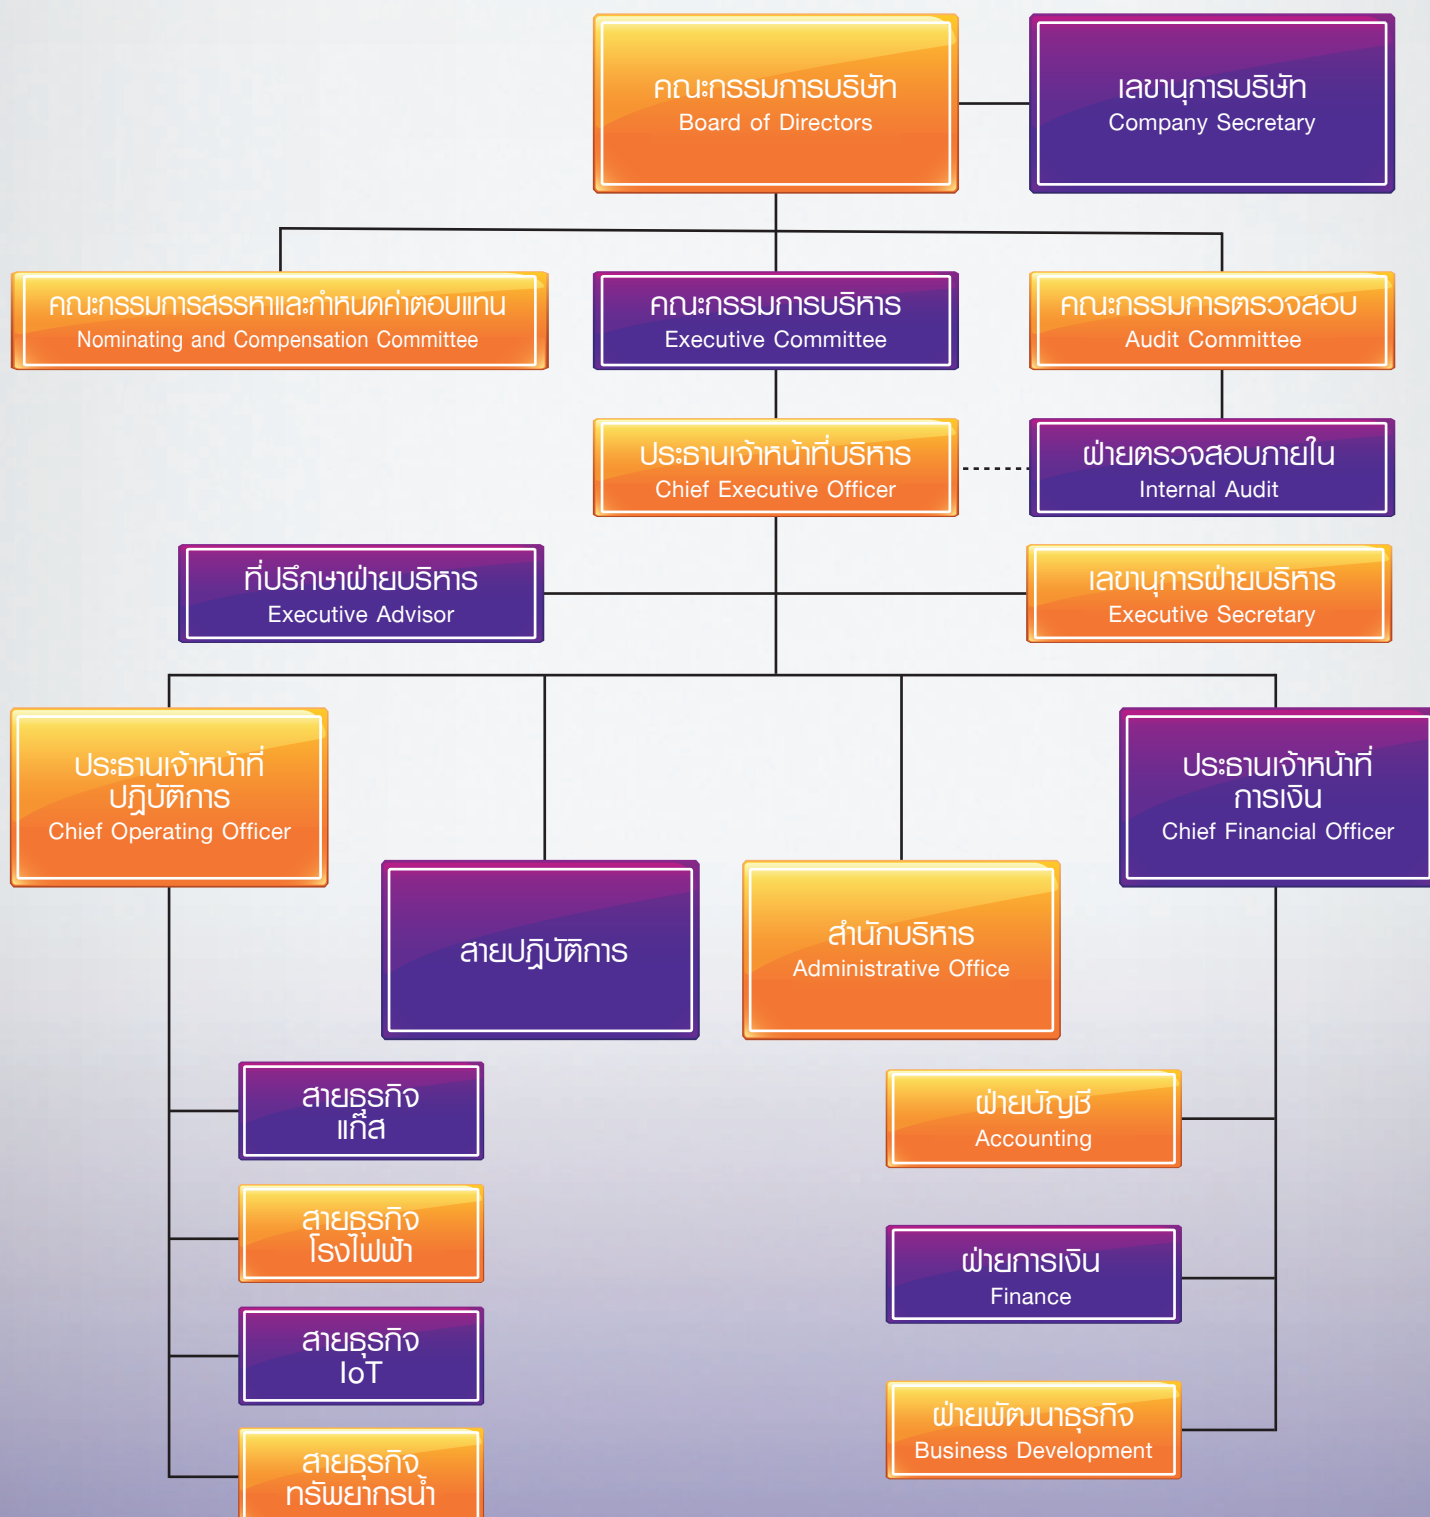 คณะกรรมการบริษัท
Board of Directors
เลขานุการบริษัท
Company Secretary
คณะกรรมการสรรหาและกำหนดค่าตอบแทน
Nominating and Compensation Committee
คณะกรรมการบริหาร
Executive Committee
คณะกรรมการตรวจสอบ
Audit Committee
ประธานเจ้าหน้าที่บริหาร
Chief Executive Officer
ฝ่ายตรวจสอบภายใน
Internal Audit
ที่ปรึกษาฝ่ายบริหาร
Executive Advisor
เลขานุการฝ่ายบริหาร
Executive Secretary
ประธานเจ้าหน้าที่
ปฏิบัติการ
Chief Operating Officer
ประธานเจ้าหน้าที่
การเงิน
Chief Financial Officer
สายปฏิบัติการ
สำนักบริหาร
Administrative Office
สายธุรกิจ
แก๊ส
สายธุรกิจ
โรงไฟฟ้า
สายธุรกิจ
IoT
สายธุรกิจ
ทรัพยากรน้ำ
ฝ่ายบัญชี
Accounting
ฝ่ายการเงิน
Finance
ฝ่ายพัฒนาธุรกิจ
Business Development